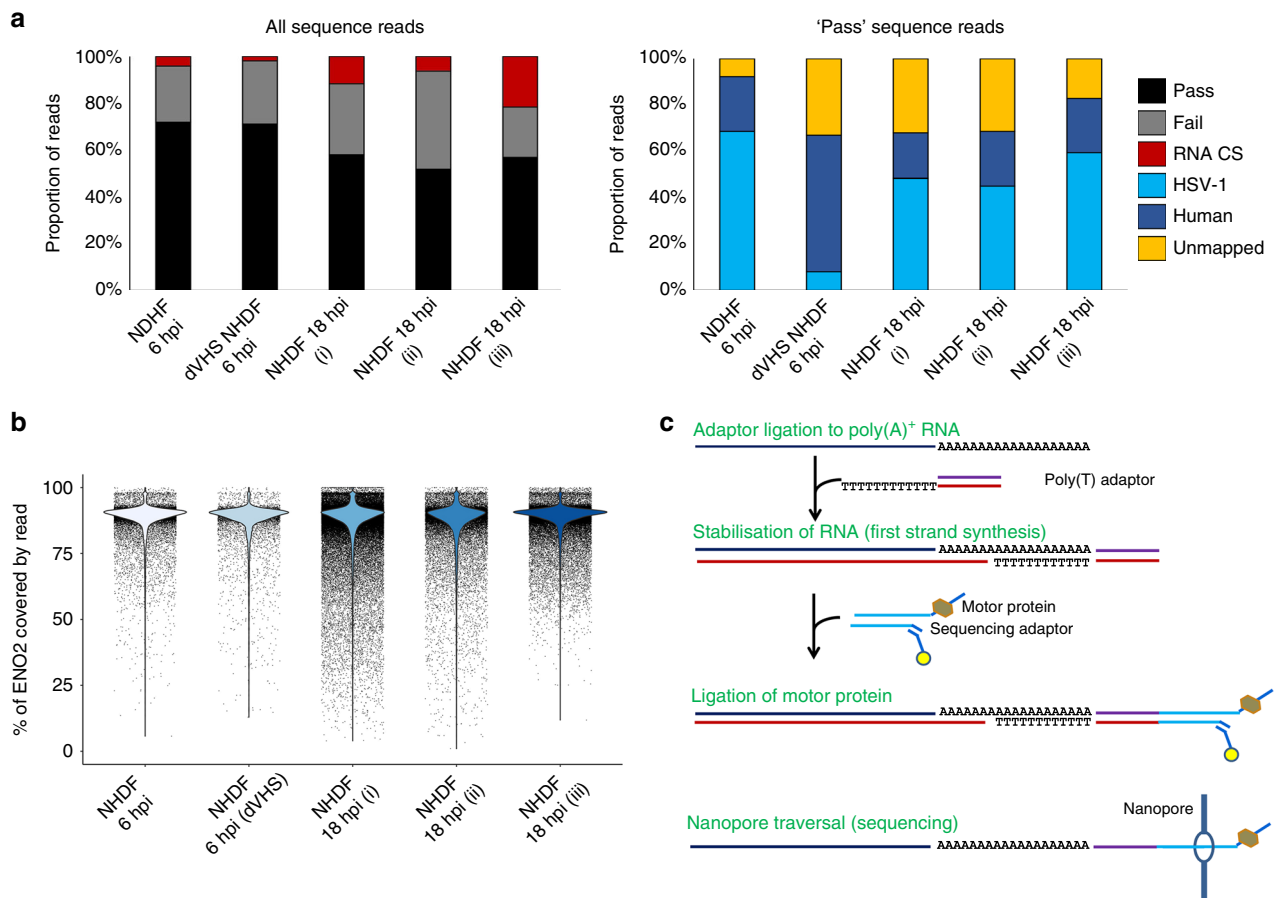 a
All sequence reads
Proportion of reads
100%
80%
60%
40%
20%
0%
NDHF
6 hpi
dVHS NHDF
6 hpi
NHDF 18 hpi
(i)
NHDF 18 hpi
(ii)
NHDF 18 hpi
(iii)
'Pass' sequence reads
Proportion of reads
100%
80%
60%
40%
20%
0%
NDHF
6 hpi
dVHS NHDF
6 hpi
NHDF 18 hpi
(i)
NHDF 18 hpi
(ii)
NHDF 18 hpi
(iii)
Pass
Fail
RNA CS
HSV-1
Human
Unmapped
b
% of ENO2 covered by read
100
75
50
25
0
NHDF
6 hpi
NHDF
6 hpi (dVHS)
NHDF
18 hpi (i)
NHDF
18 hpi (ii)
NHDF
18 hpi (iii)
c
Adaptor ligation to poly(A)+ RNA
AAAAAAAAAAAAAAAAAAA
TTTTTTTTTTTT
Poly(T) adaptor
Stabilisation of RNA (first strand synthesis)
AAAAAAAAAAAAAAAAAAA
TTTTTTTTTTTT
Motor protein
Sequencing adaptor
Ligation of motor protein
AAAAAAAAAAAAAAAAAAA
TTTTTTTTTTTT
Nanopore
Nanopore traversal (sequencing)
AAAAAAAAAAAAAAAAAAA